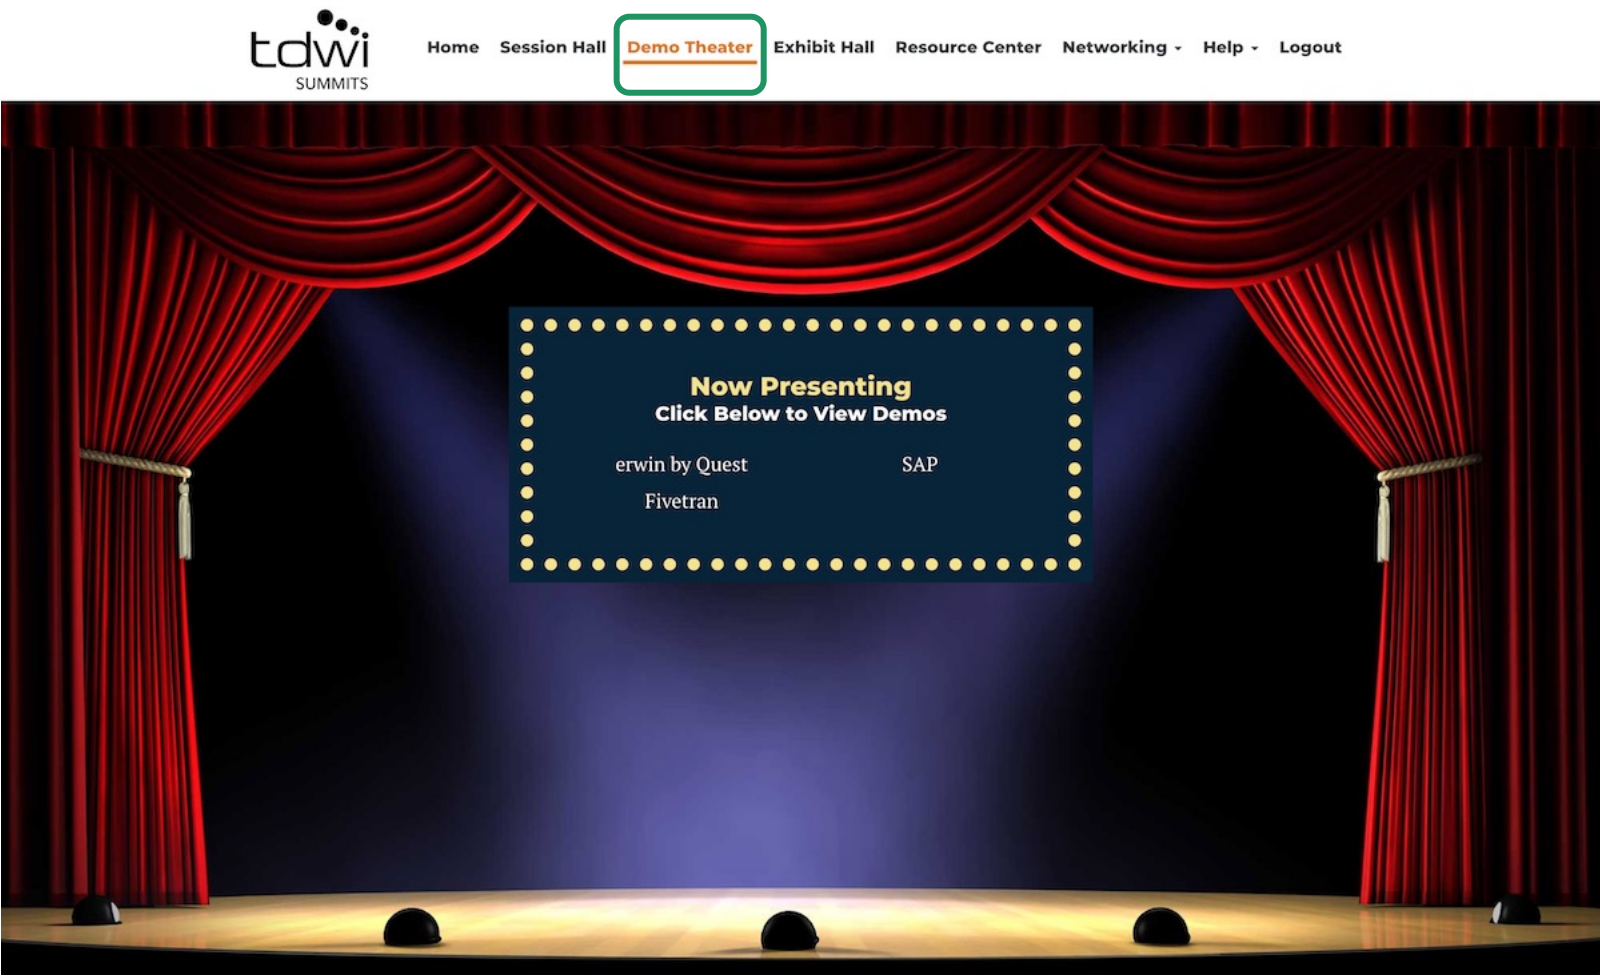 tdwi
SUMMITS
Home Session Hall Demo Theater Exhibit Hall Resource Center Networking Help Logout
Now Presenting
Click Below to View Demos
erwin by Quest SAP
Fivetran